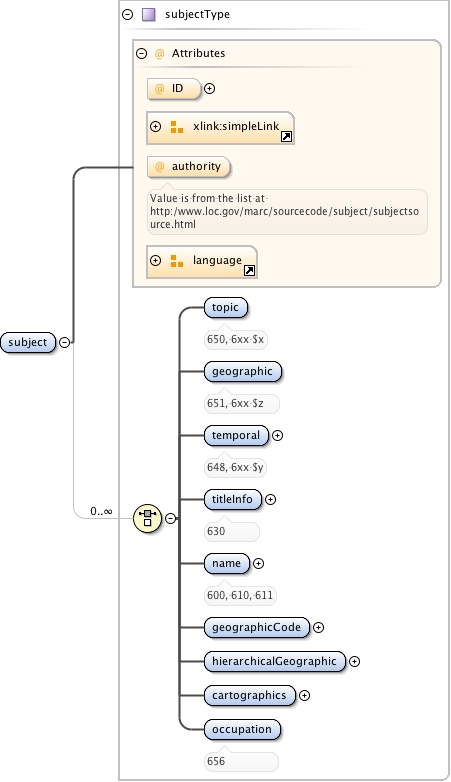 subjectType
Attributes
@ ID
xlink:simpleLink
@ authority
Value is from the list at
http:/www.loc.gov/marc/sourcecode/subject/subjectso
urce.html
language
topic
650, 6xx $x
subject
geographic
651, 6xx $z
temporal
648, 6xx $y
titleInfo
630
0..∞
name
600, 610, 611
geographicCode
hierarchicalGeographic
cartographics
occupation
656